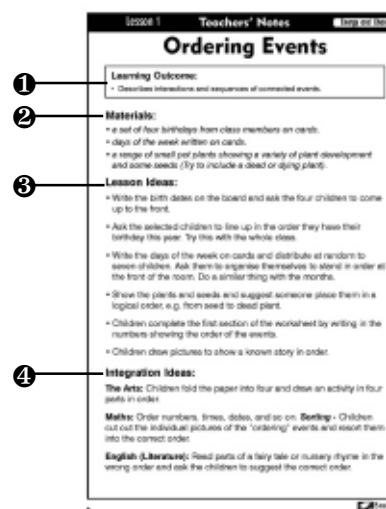 Lesson 1 Teachers' Notes
Ordering Events
❶
Learning Outcome:
• Describes interactions and sequences of connected events.
❷
Materials:
• a set of four birthdays from class members on cards.
• days of the week written on cards.
• a range of small pot plants showing a variety of plant development
and some seeds (Try to include a dead or dying plant).
❸
Lesson Ideas:
• Write the birth dates on the board and ask the four children to come
up to the front.
• Ask the selected children to line up in the order they have their
birthday this year. Try this with the whole class.
• Write the days of the week on cards and distribute at random to
seven children. Ask them to organise themselves to stand in order at
the front of the room. Do a similar thing with the months.
• Show the plants and seeds and suggest someone place them in a
logical order, e.g. from seed to dead plant.
• Children complete the first section of the worksheet by writing in the
numbers showing the order of the events.
• Children draw pictures to show a known story in order.
❹
Integration Ideas:
The Arts: Children fold the paper into four and draw an activity in four
parts in order.
Maths: Order numbers, times, dates, and so on. Sorting - Children
cut out the individual pictures of the "ordering" events and resort them
into the correct order.
English (Literature): Read parts of a fairy tale or nursery rhyme in the
wrong order and ask the children to suggest the correct order.